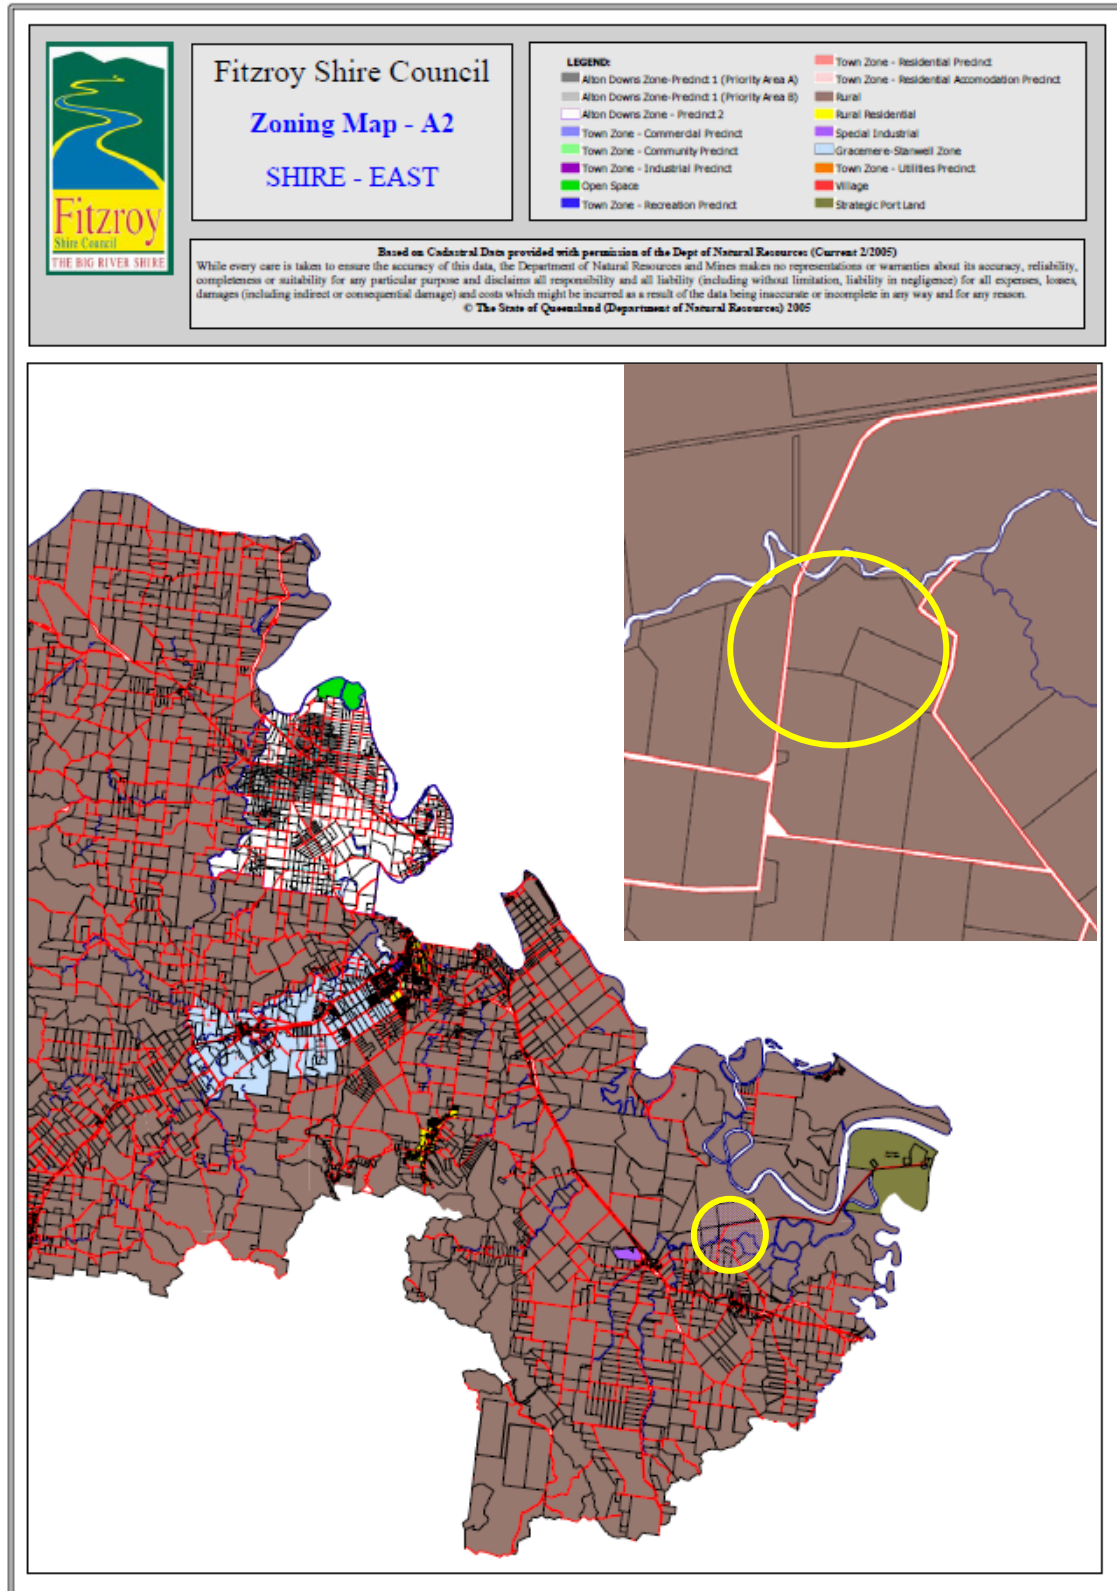 Fitzroy
Shire Council
THE BIG RIVER SHIRE
Fitzroy Shire Council
Zoning Map - A2
SHIRE - EAST
LEGEND:
Alton Downs Zone-Precinct 1 (Priority Area A)
Alton Downs Zone-Precinct 1 (Priority Area B)
Alton Downs Zone - Precinct 2
Town Zone - Commercial Precinct
Town Zone - Community Precinct
Town Zone - Industrial Precinct
Open Space
Town Zone - Recreation Precinct
Town Zone - Residential Precinct
Town Zone - Residential Accomodation Precinct
Rural
Rural Residential
Special Industrial
Gracemere-Stanwell Zone
Town Zone - Utilities Precinct
Village
Strategic Port Land
Based on Cadastral Data provided with permission of the Dept of Natural Resources (Current 2/2005)
While every care is taken to ensure the accuracy of this data, the Department of Natural Resources and Mines makes no representations or warranties about its accuracy, reliability,
completeness or suitability for any particular purpose and disclaims all responsibility and all liability (including without limitation, liability in negligence) for all expenses, losses,
damages (including indirect or consequential damage) and costs which might be incurred as a result of the data being inaccurate or incomplete in any way and for any reason.
© The State of Queensland (Department of Natural Resources) 2005